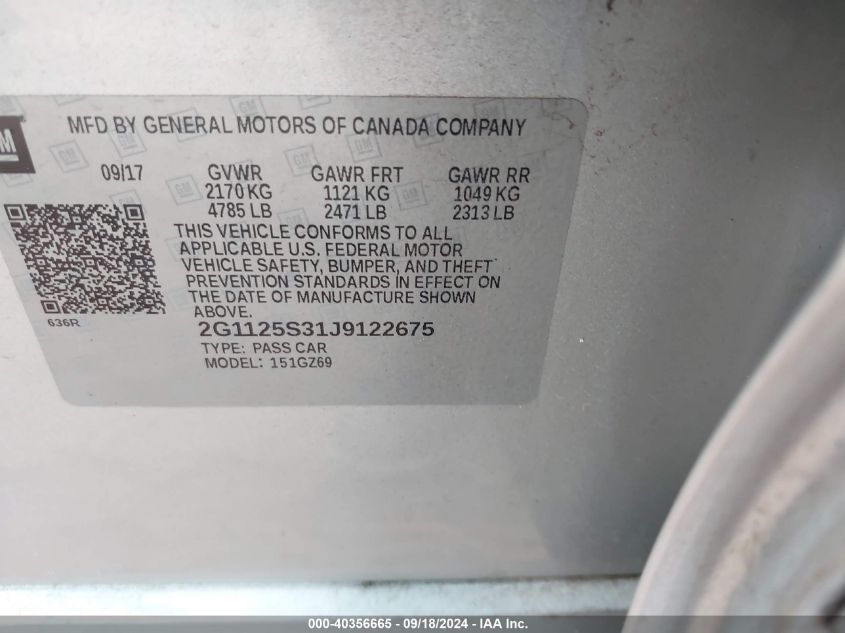 GM
MFD BY GENERAL MOTORS OF CANADA COMPANY
09/17 GVWR GAWR FRT GAWR RR
2170 KG 1121 KG 1049 KG
4785 LB 2471 LB 2313 LB
THIS VEHICLE CONFORMS TO ALL
APPLICABLE U.S. FEDERAL MOTOR
VEHICLE SAFETY, BUMPER, AND THEFT
PREVENTION STANDARDS IN EFFECT ON
THE DATE OF MANUFACTURE SHOWN
ABOVE.
636R
2G1125S31J9122675
TYPE: PASS CAR
MODEL: 151GZ69
000-40356665 - 09/18/2024 - IAA Inc.